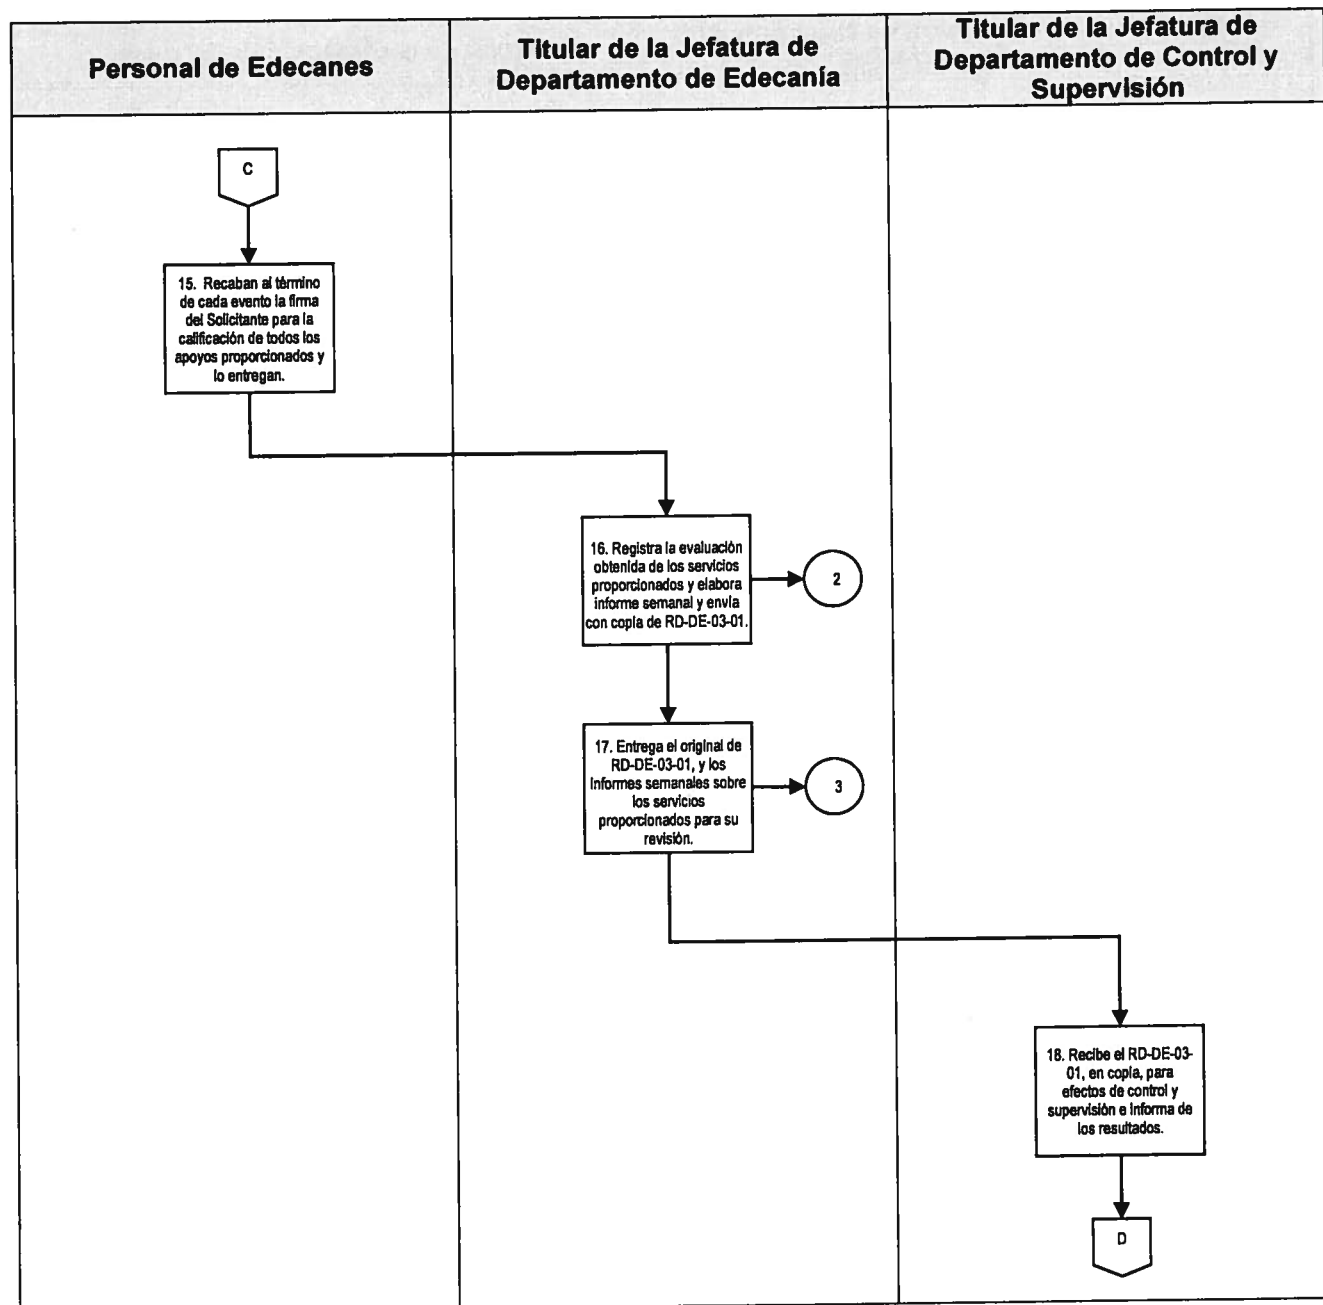 Personal de Edecanes
Titular de la Jefatura de
Departamento de Edecanía
Titular de la Jefatura de
Departamento de Control y
Supervisión
C
15. Recaban al término
de cada evento la firma
del Solicitante para la
calificación de todos los
apoyos proporcionados y
lo entregan.
16. Registra la evaluación
obtenida de los servicios
proporcionados y elabora
informe semanal y envía
con copia de RD-DE-03-01.
2
17. Entrega el original de
RD-DE-03-01, y los
informes semanales sobre
los servicios
proporcionados para su
revisión.
3
18. Recibe el RD-DE-03-
01, en copia, para
efectos de control y
supervisión e informa de
los resultados.
D